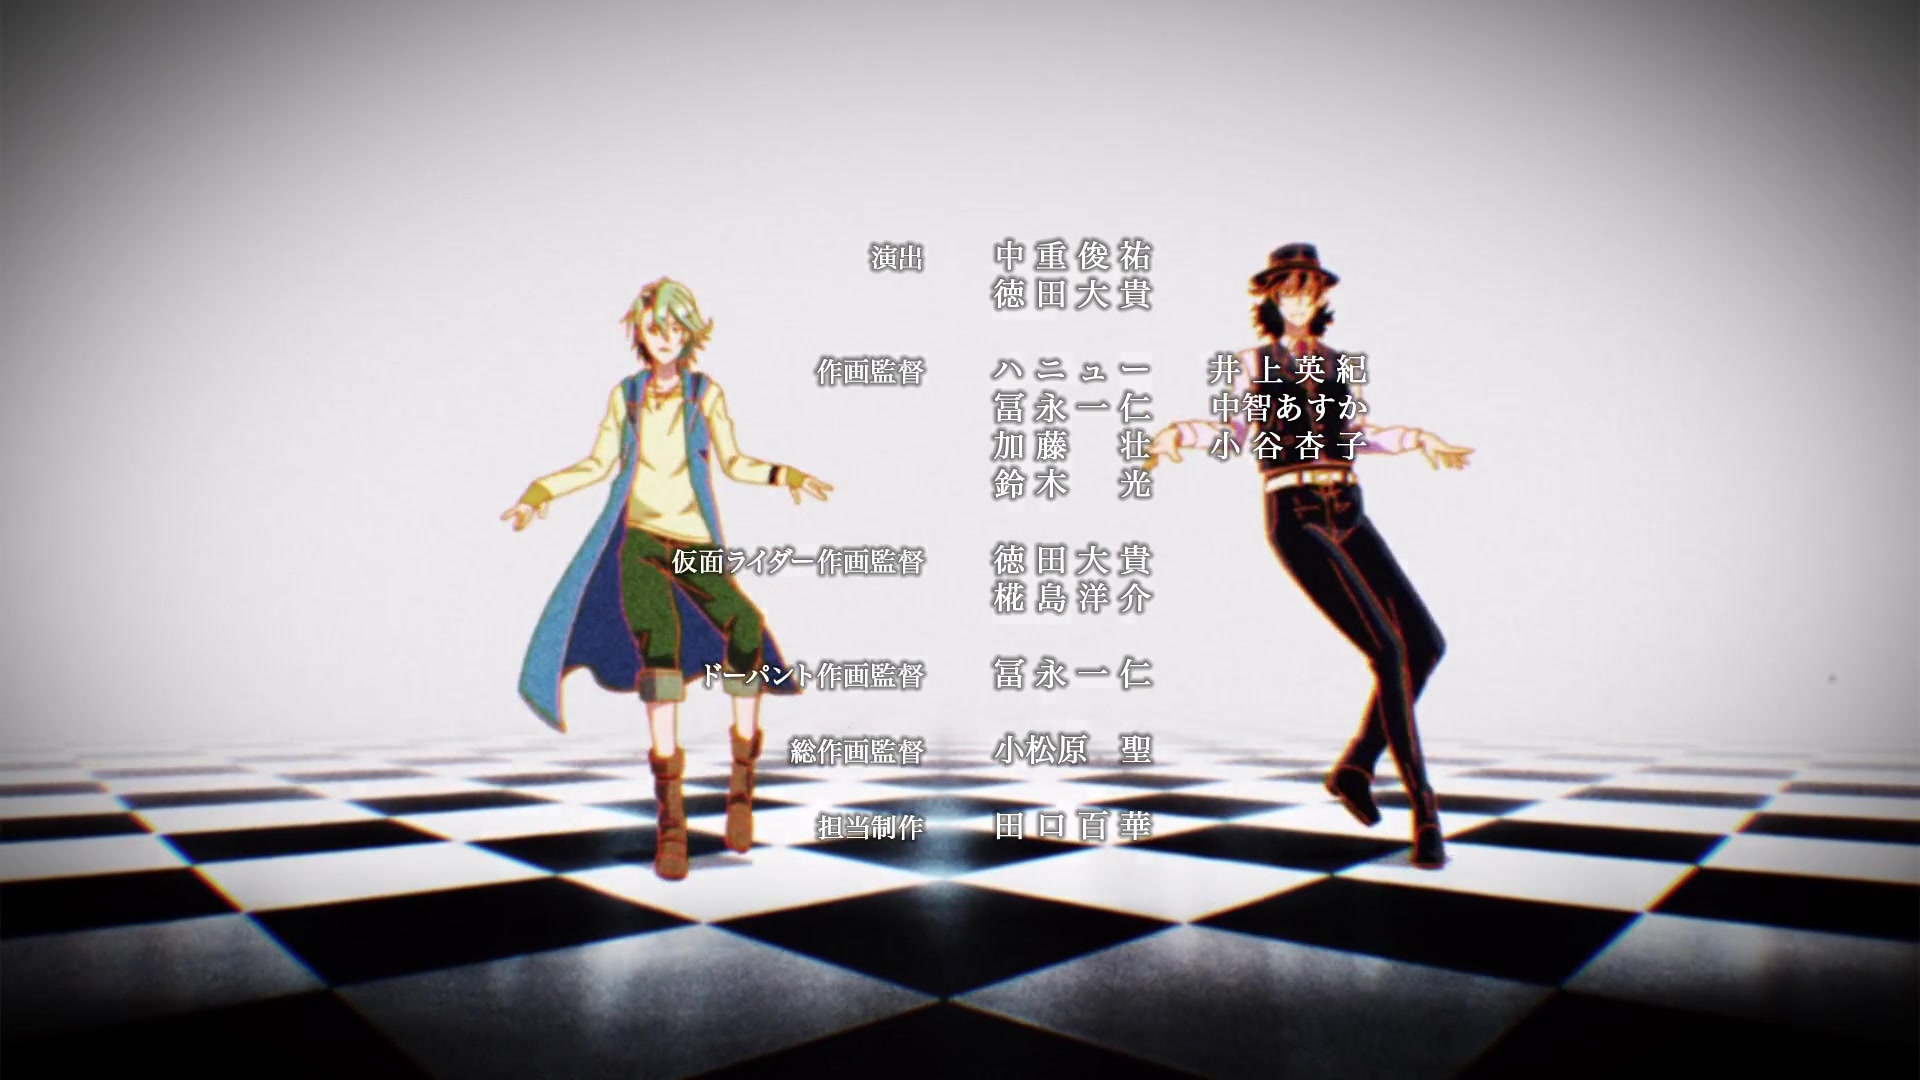 演出 中重俊祐
徳田大貴
作画監督 ハニュー 井上英紀
冨永一仁 中智あすか
加藤 壮 小谷杏子
鈴木 光
仮面ライダー作画監督 徳田大貴
椛島洋介
ドーパント作画監督 冨永一仁
総作画監督 小松原 聖
担当制作 田口百華